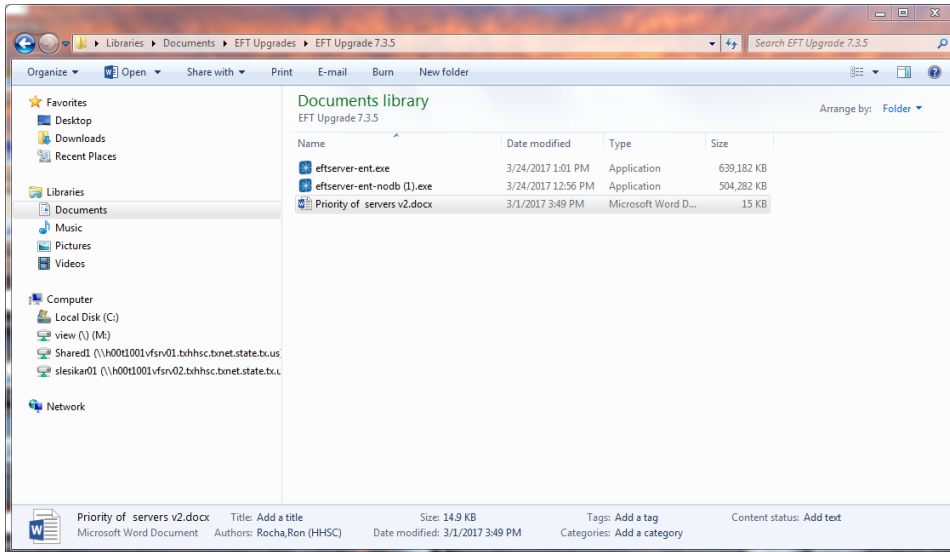 Libraries ▸ Documents ▸ EFT Upgrades ▸ EFT Upgrade 7.3.5
Search EFT Upgrade 7.3.5
Organize Open Share with Print E-mail Burn New folder
Favorites
Desktop
Downloads
Recent Places
Libraries
Documents
Music
Pictures
Videos
Computer
Local Disk (C:)
view (\) (M:)
Shared1 (\\h00t1001vfsrv01.txhhsc.txnet.state.tx.us
slesikar01 (\\h00t1001vfsrv02.txhhsc.txnet.state.tx.u
Network
Documents library
EFT Upgrade 7.3.5
Arrange by: Folder
Name Date modified Type Size
eftserver-ent.exe 3/24/2017 1:01 PM Application 639,182 KB
eftserver-ent-nodb (1).exe 3/24/2017 12:56 PM Application 504,282 KB
Priority of servers v2.docx 3/1/2017 3:49 PM Microsoft Word D... 15 KB
Priority of servers v2.docx Title: Add a title Size: 14.9 KB Tags: Add a tag Content status: Add text
Microsoft Word Document Authors: Rocha,Ron (HHSC) Date modified: 3/1/2017 3:49 PM Categories: Add a category